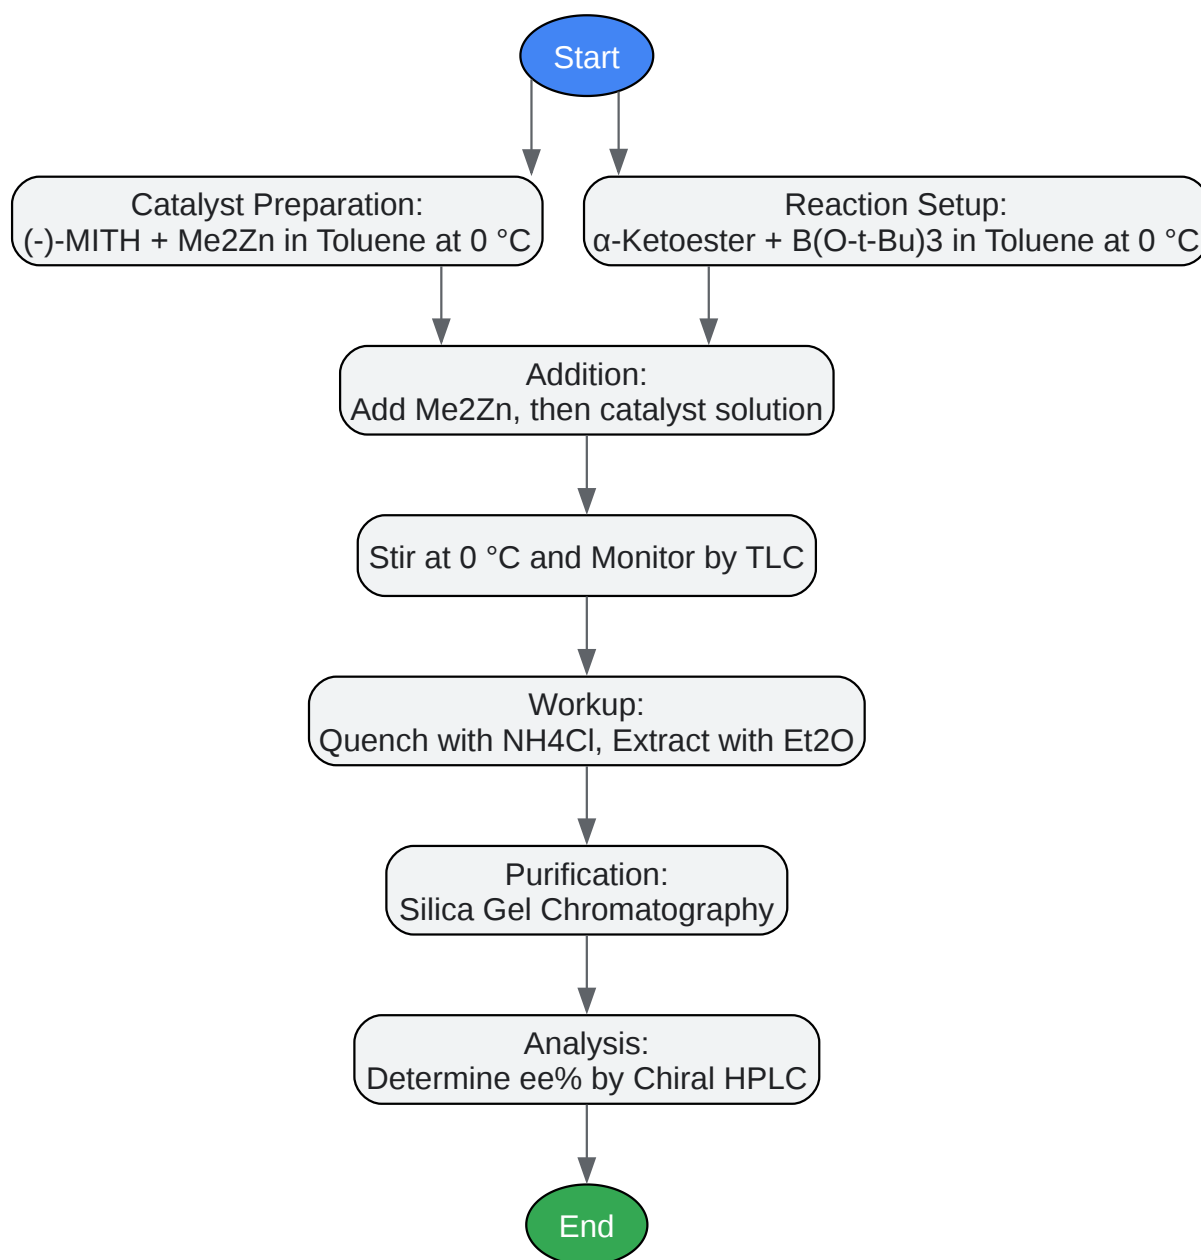 Start
Catalyst Preparation:
(-)-MITH + Me2Zn in Toluene at 0 °C
Reaction Setup:
α-Ketoester + B(O-t-Bu)3 in Toluene at 0 °C
Addition:
Add Me2Zn, then catalyst solution
Stir at 0 °C and Monitor by TLC
Workup:
Quench with NH4Cl, Extract with Et2O
Purification:
Silica Gel Chromatography
Analysis:
Determine ee% by Chiral HPLC
End